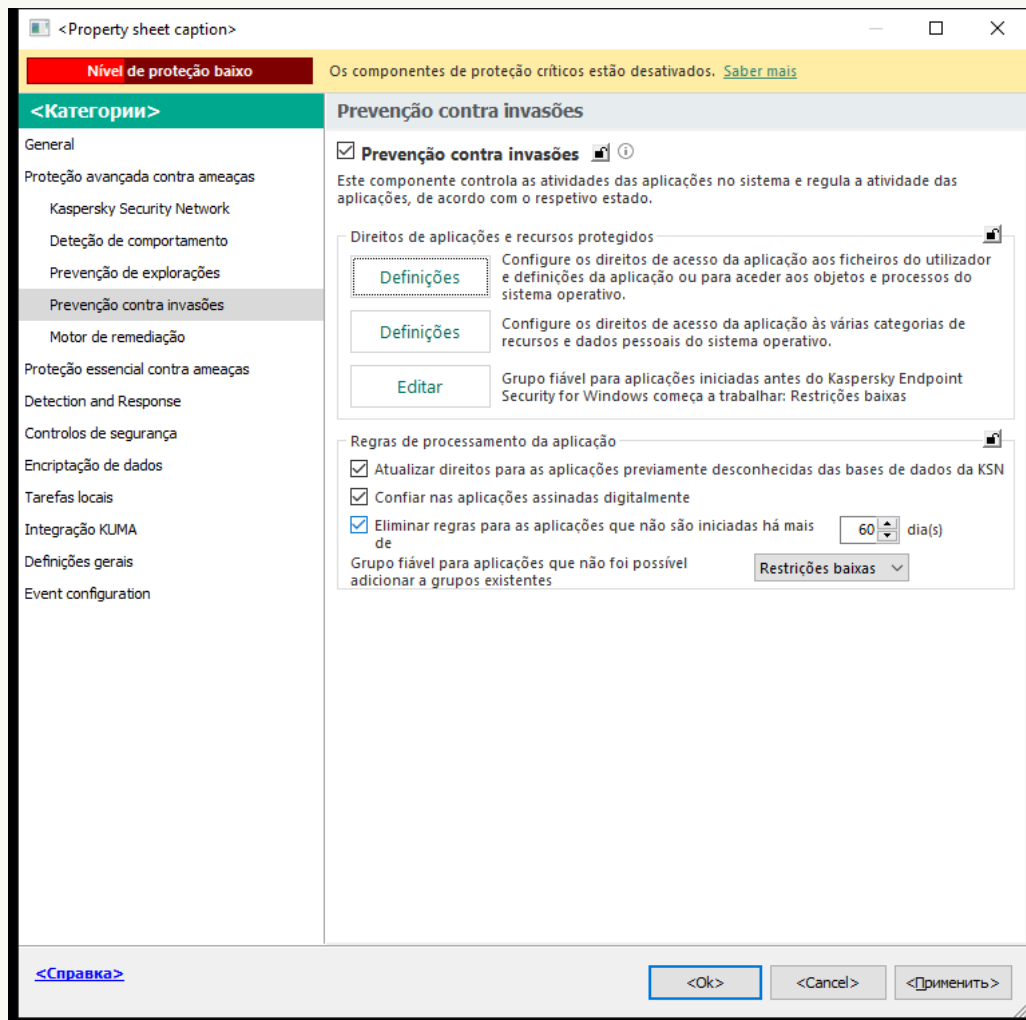 <Property sheet caption>
Nível de proteção baixo
Os componentes de proteção críticos estão desativados. Saber mais
<Категории>
General
Proteção avançada contra ameaças
Kaspersky Security Network
Deteção de comportamento
Prevenção de explorações
Prevenção contra invasões
Motor de remediação
Proteção essencial contra ameaças
Detection and Response
Controlos de segurança
Encriptação de dados
Tarefas locais
Integração KUMA
Definições gerais
Event configuration
Prevenção contra invasões
Prevenção contra invasões
Este componente controla as atividades das aplicações no sistema e regula a atividade das
aplicações, de acordo com o respetivo estado.
Direitos de aplicações e recursos protegidos
Definições
Configure os direitos de acesso da aplicação aos ficheiros do utilizador
e definições da aplicação ou para aceder aos objetos e processos do
sistema operativo.
Definições
Configure os direitos de acesso da aplicação às várias categorias de
recursos e dados pessoais do sistema operativo.
Editar
Grupo fiável para aplicações iniciadas antes do Kaspersky Endpoint
Security for Windows começa a trabalhar: Restrições baixas
Regras de processamento da aplicação
Atualizar direitos para as aplicações previamente desconhecidas das bases de dados da KSN
Confiar nas aplicações assinadas digitalmente
Eliminar regras para as aplicações que não são iniciadas há mais
de
60 dia(s)
Grupo fiável para aplicações que não foi possível
adicionar a grupos existentes
Restrições baixas
<Справка>
<Ok>
<Cancel>
<Применить>